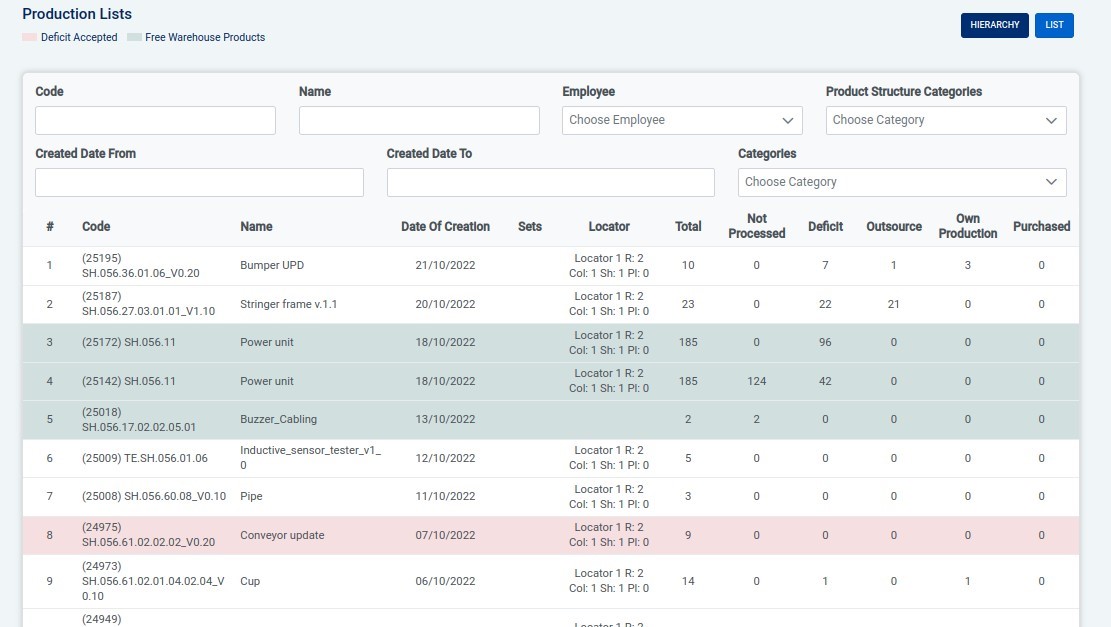 Production Lists
Deficit Accepted Free Warehouse Products
HIERARCHY LIST
Code Name Employee Product Structure Categories
Choose Employee Choose Category
Created Date From Created Date To Categories
Choose Category
# Code Name Date Of Creation Sets Locator Total Not Processed Deficit Outsource Own Production Purchased
1 (25195) SH.056.36.01.06_V0.20 Bumper UPD 21/10/2022 Locator 1 R: 2 Col: 1 Sh: 1 Pl: 0 10 0 7 1 3 0
2 (25187) SH.056.27.03.01.01_V1.10 Stringer frame v.1.1 20/10/2022 Locator 1 R: 2 Col: 1 Sh: 1 Pl: 0 23 0 22 21 0 0
3 (25172) SH.056.11 Power unit 18/10/2022 Locator 1 R: 2 Col: 1 Sh: 1 Pl: 0 185 0 96 0 0 0
4 (25142) SH.056.11 Power unit 18/10/2022 Locator 1 R: 2 Col: 1 Sh: 1 Pl: 0 185 124 42 0 0 0
5 (25018) SH.056.17.02.02.05.01 Buzzer_Cabling 13/10/2022 2 2 0 0 0 0
6 (25009) TE.SH.056.01.06 Inductive_sensor_tester_v1_0 12/10/2022 Locator 1 R: 2 Col: 1 Sh: 1 Pl: 0 5 0 0 0 0 0
7 (25008) SH.056.60.08_V0.10 Pipe 11/10/2022 Locator 1 R: 2 Col: 1 Sh: 1 Pl: 0 3 0 0 0 0 0
8 (24975) SH.056.61.02.02.02_V0.20 Conveyor update 07/10/2022 Locator 1 R: 2 Col: 1 Sh: 1 Pl: 0 9 0 0 0 0 0
9 (24973) SH.056.61.02.01.04.02.04_V0.10 Cup 06/10/2022 Locator 1 R: 2 Col: 1 Sh: 1 Pl: 0 14 0 1 0 1 0
(24949) Locator 1 R: 2